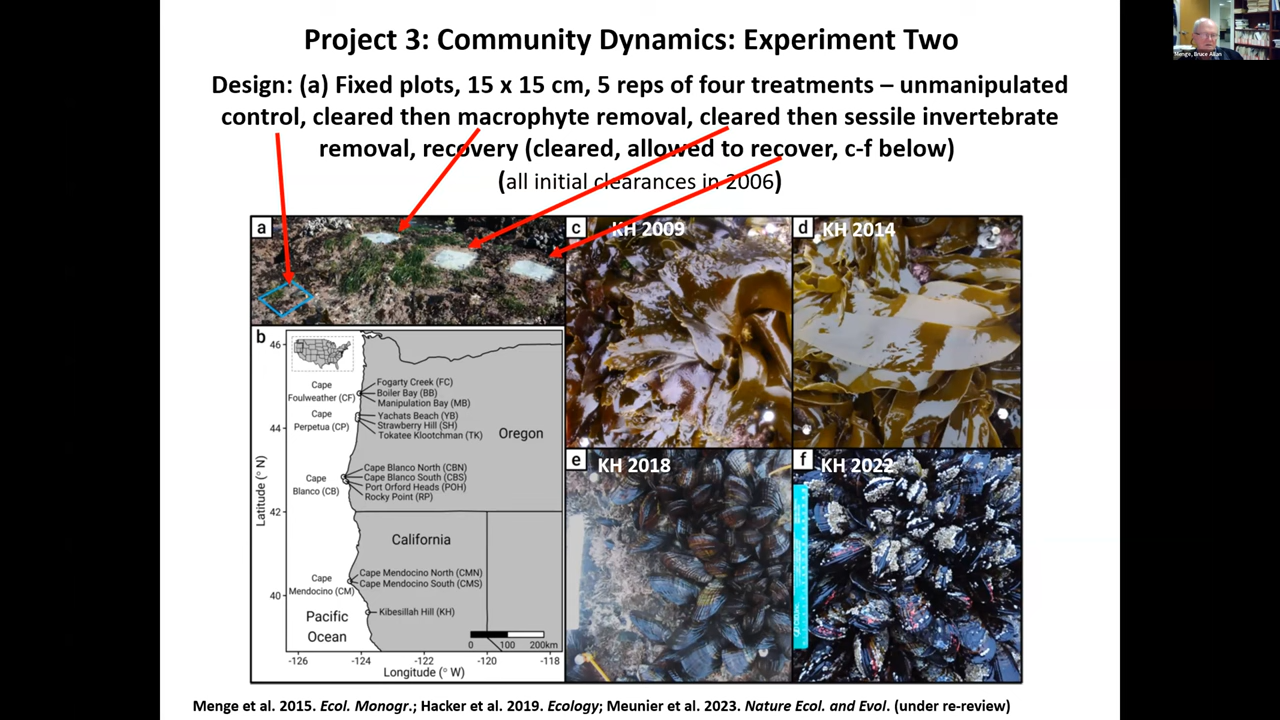 Project 3: Community Dynamics: Experiment Two
Design: (a) Fixed plots, 15 x 15 cm, 5 reps of four treatments – unmanipulated
control, cleared then macrophyte removal, cleared then sessile invertebrate
removal, recovery (cleared, allowed to recover, c-f below)
(all initial clearances in 2006)
Menge, Bruce Allan
a
c
KH 2009
d
KH 2014
b
46
44
42
40
Latitude (° N)
Cape
Foulweather (CF)
Fogarty Creek (FC)
Boiler Bay (BB)
Manipulation Bay (MB)
Cape
Perpetua (CP)
Yachats Beach (YB)
Strawberry Hill (SH)
Tokatee Klootchman (TK)
Oregon
Cape
Blanco (CB)
Cape Blanco North (CBN)
Cape Blanco South (CBS)
Port Orford Heads (POH)
Rocky Point (RP)
California
Cape
Mendocino (CM)
Cape Mendocino North (CMN)
Cape Mendocino South (CMS)
Kibesillah Hill (KH)
Pacific
Ocean
0 100 200km
-126 -124 -122 -120 -118
Longitude (° W)
e
KH 2018
f
KH 2022
Menge et al. 2015. Ecol. Monogr.; Hacker et al. 2019. Ecology; Meunier et al. 2023. Nature Ecol. and Evol. (under re-review)